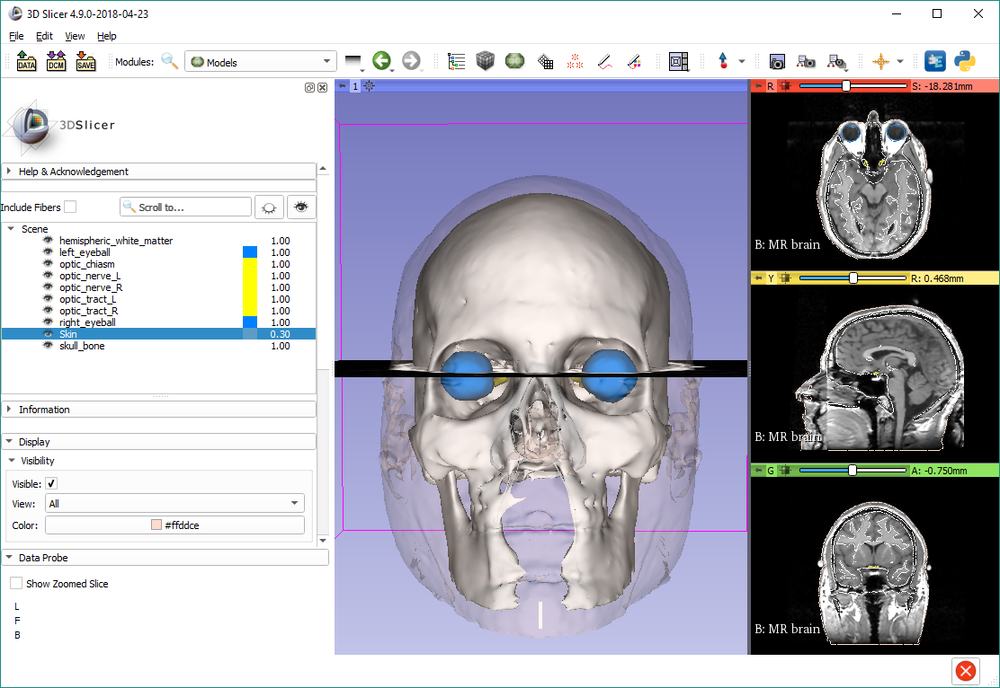 3D Slicer 4.9.0-2018-04-23
File Edit View Help
DATA DCM SAVE Modules: Models
1
R S: -18.281mm
3DSlicer
Help & Acknowledgement
Include Fibers Scroll to...
Scene
hemispheric_white_matter 1.00
left_eyeball 1.00
optic_chiasm 1.00
optic_nerve_L 1.00
optic_nerve_R 1.00
optic_tract_L 1.00
optic_tract_R 1.00
right_eyeball 1.00
Skin 0.30
skull_bone 1.00
Information
Display
Visibility
Visible:
View: All
Color: #ffddce
Data Probe
Show Zoomed Slice
L
F
B
B: MR brain
Y R: 0.468mm
B: MR brain
G A: -0.750mm
B: MR brain
I